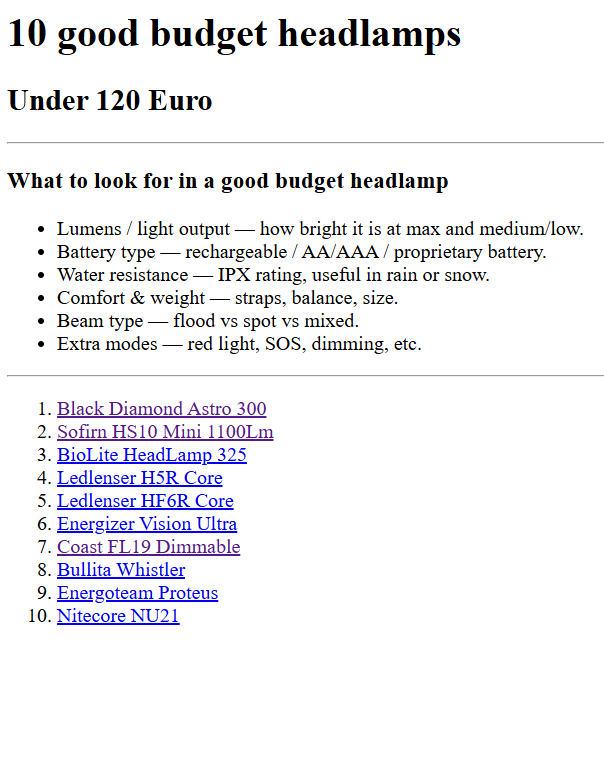 10 good budget headlamps
Under 120 Euro
What to look for in a good budget headlamp
• Lumens / light output — how bright it is at max and medium/low.
• Battery type — rechargeable / AA/AAA / proprietary battery.
• Water resistance — IPX rating, useful in rain or snow.
• Comfort & weight — straps, balance, size.
• Beam type — flood vs spot vs mixed.
• Extra modes — red light, SOS, dimming, etc.
1. Black Diamond Astro 300
2. Sofirn HS10 Mini 1100Lm
3. BioLite HeadLamp 325
4. Ledlenser H5R Core
5. Ledlenser HF6R Core
6. Energizer Vision Ultra
7. Coast FL19 Dimmable
8. Bullita Whistler
9. Energoteam Proteus
10. Nitecore NU21